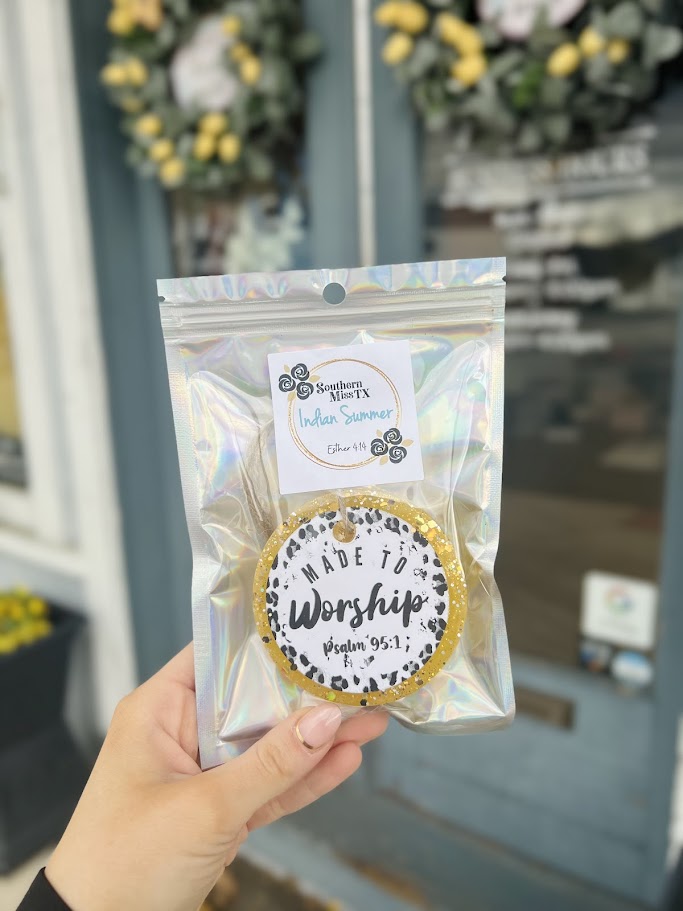 Southern
Miss TX
Indian Summer
Esther 4:14
MADE TO
Worship
Psalm 95:1